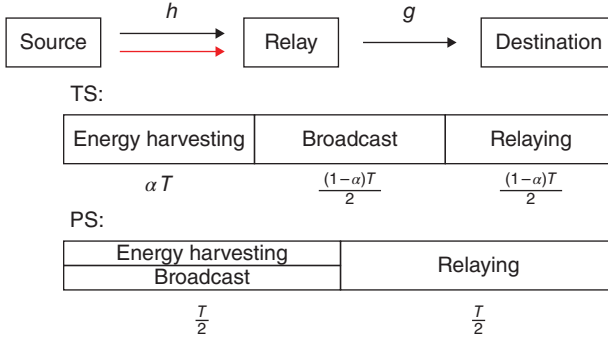 h g
Source Relay Destination
TS:
Energy harvesting Broadcast Relaying
αT (1−α)T/2 (1−α)T/2
PS:
Energy harvesting
Broadcast
Relaying
T/2 T/2